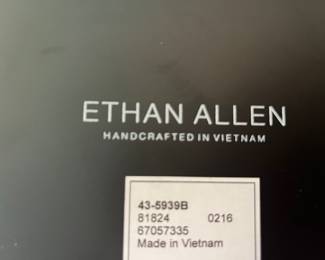 ETHAN ALLEN
HANDCRAFTED IN VIETNAM
43-5939B
81824 0216
67057335
Made in Vietnam